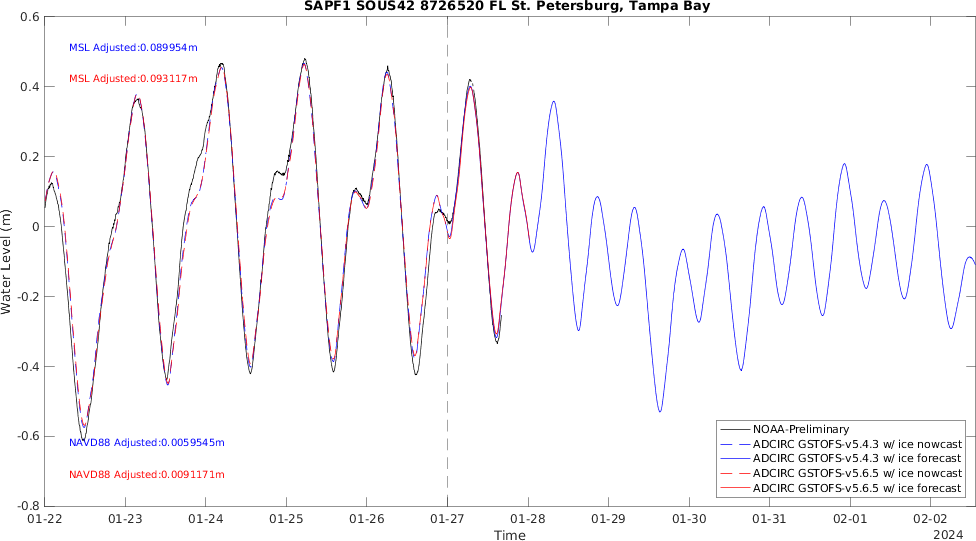 SAPF1 SOUS42 8726520 FL St. Petersburg, Tampa Bay
0.6
MSL Adjusted:0.089954m
MSL Adjusted:0.093117m
0.4
0.2
0
-0.2
-0.4
-0.6
-0.8
Water Level (m)
NAVD88 Adjusted:0.0059545m
NAVD88 Adjusted:0.0091171m
NOAA-Preliminary
ADCIRC GSTOFS-v5.4.3 w/ ice nowcast
ADCIRC GSTOFS-v5.4.3 w/ ice forecast
ADCIRC GSTOFS-v5.6.5 w/ ice nowcast
ADCIRC GSTOFS-v5.6.5 w/ ice forecast
01-22 01-23 01-24 01-25 01-26 01-27 01-28 01-29 01-30 01-31 02-01 02-02
Time
2024